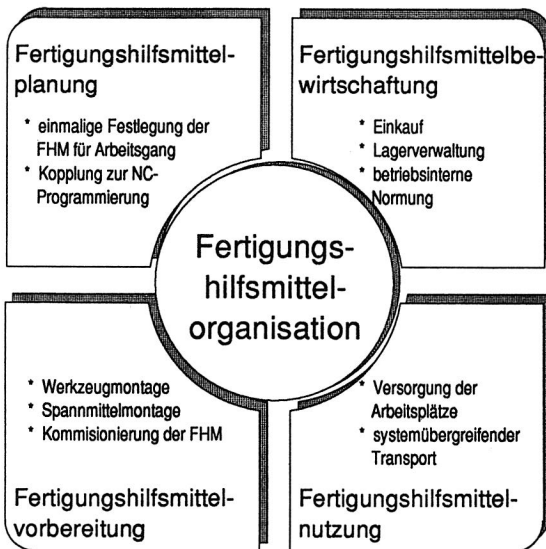 Fertigungshilfsmittel-
planung
* einmalige Festlegung der
FHM für Arbeitsgang
* Kopplung zur NC-
Programmierung
Fertigungshilfsmittelbe-
wirtschaftung
* Einkauf
* Lagerverwaltung
* betriebsinterne
Normung
Fertigungs-
hilfsmittel-
organisation
* Werkzeugmontage
* Spannmittelmontage
* Kommisionierung der FHM
Fertigungshilfsmittel-
vorbereitung
* Versorgung der
Arbeitsplätze
* systemübergreifender
Transport
Fertigungshilfsmittel-
nutzung